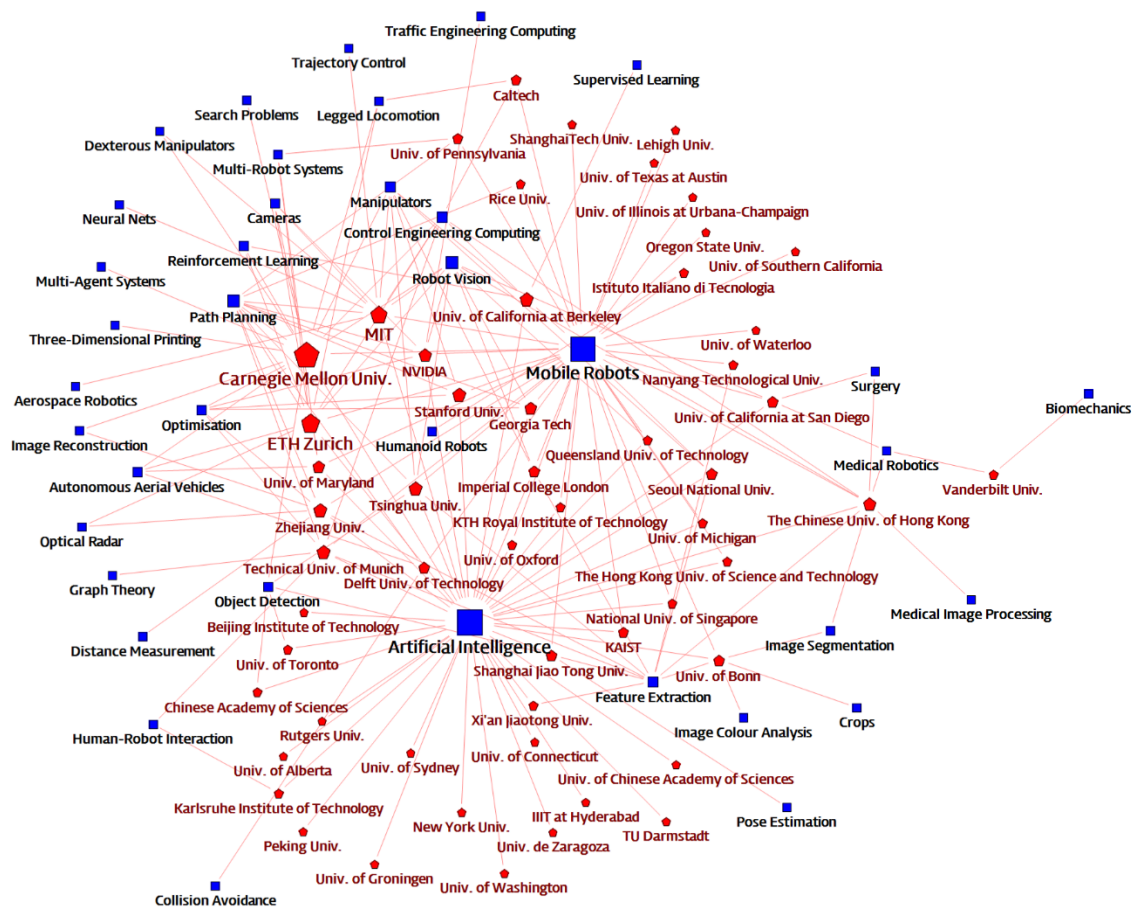 Traffic Engineering Computing
Trajectory Control
Supervised Learning
Caltech
Search Problems
Legged Locomotion
Dexterous Manipulators
ShanghaiTech Univ.
Lehigh Univ.
Multi-Robot Systems
Univ. of Pennsylvania
Univ. of Texas at Austin
Neural Nets
Cameras
Manipulators
Rice Univ.
Univ. of Illinois at Urbana-Champaign
Control Engineering Computing
Oregon State Univ.
Reinforcement Learning
Univ. of Southern California
Multi-Agent Systems
Robot Vision
Istituto Italiano di Tecnologia
Path Planning
Univ. of California at Berkeley
MIT
Three-Dimensional Printing
Univ. of Waterloo
Carnegie Mellon Univ.
NVIDIA
Mobile Robots
Nanyang Technological Univ.
Surgery
Aerospace Robotics
Stanford Univ.
Univ. of California at San Diego
Biomechanics
Optimisation
Georgia Tech
Image Reconstruction
ETH Zurich
Humanoid Robots
Queensland Univ. of Technology
Medical Robotics
Autonomous Aerial Vehicles
Univ. of Maryland
Imperial College London
Seoul National Univ.
Vanderbilt Univ.
Tsinghua Univ.
Optical Radar
Zhejiang Univ.
KTH Royal Institute of Technology
Univ. of Michigan
The Chinese Univ. of Hong Kong
Univ. of Oxford
Technical Univ. of Munich
Graph Theory
Delft Univ. of Technology
The Hong Kong Univ. of Science and Technology
Object Detection
Medical Image Processing
Beijing Institute of Technology
National Univ. of Singapore
Distance Measurement
Artificial Intelligence
KAIST
Image Segmentation
Univ. of Toronto
Shanghai Jiao Tong Univ.
Univ. of Bonn
Chinese Academy of Sciences
Feature Extraction
Human-Robot Interaction
Rutgers Univ.
Xi'an Jiaotong Univ.
Image Colour Analysis
Crops
Univ. of Alberta
Univ. of Sydney
Univ. of Connecticut
Univ. of Chinese Academy of Sciences
Karlsruhe Institute of Technology
IIIT at Hyderabad
Pose Estimation
New York Univ.
TU Darmstadt
Peking Univ.
Univ. de Zaragoza
Univ. of Groningen
Univ. of Washington
Collision Avoidance